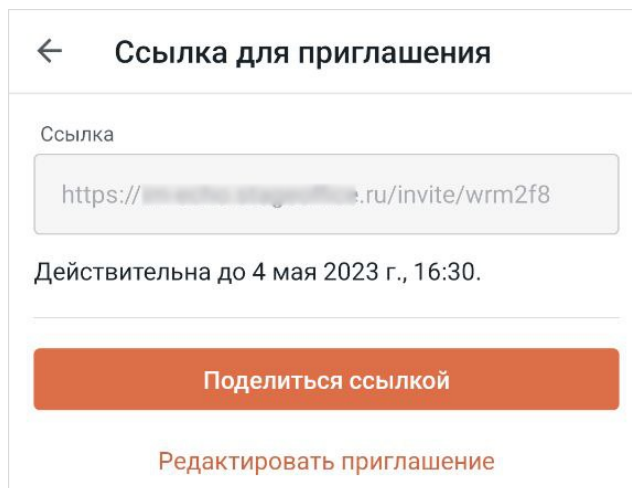 Ссылка для приглашения
Ссылка
https:// .ru/invite/wrm2f8
Действительна до 4 мая 2023 г., 16:30.
Поделиться ссылкой
Редактировать приглашение